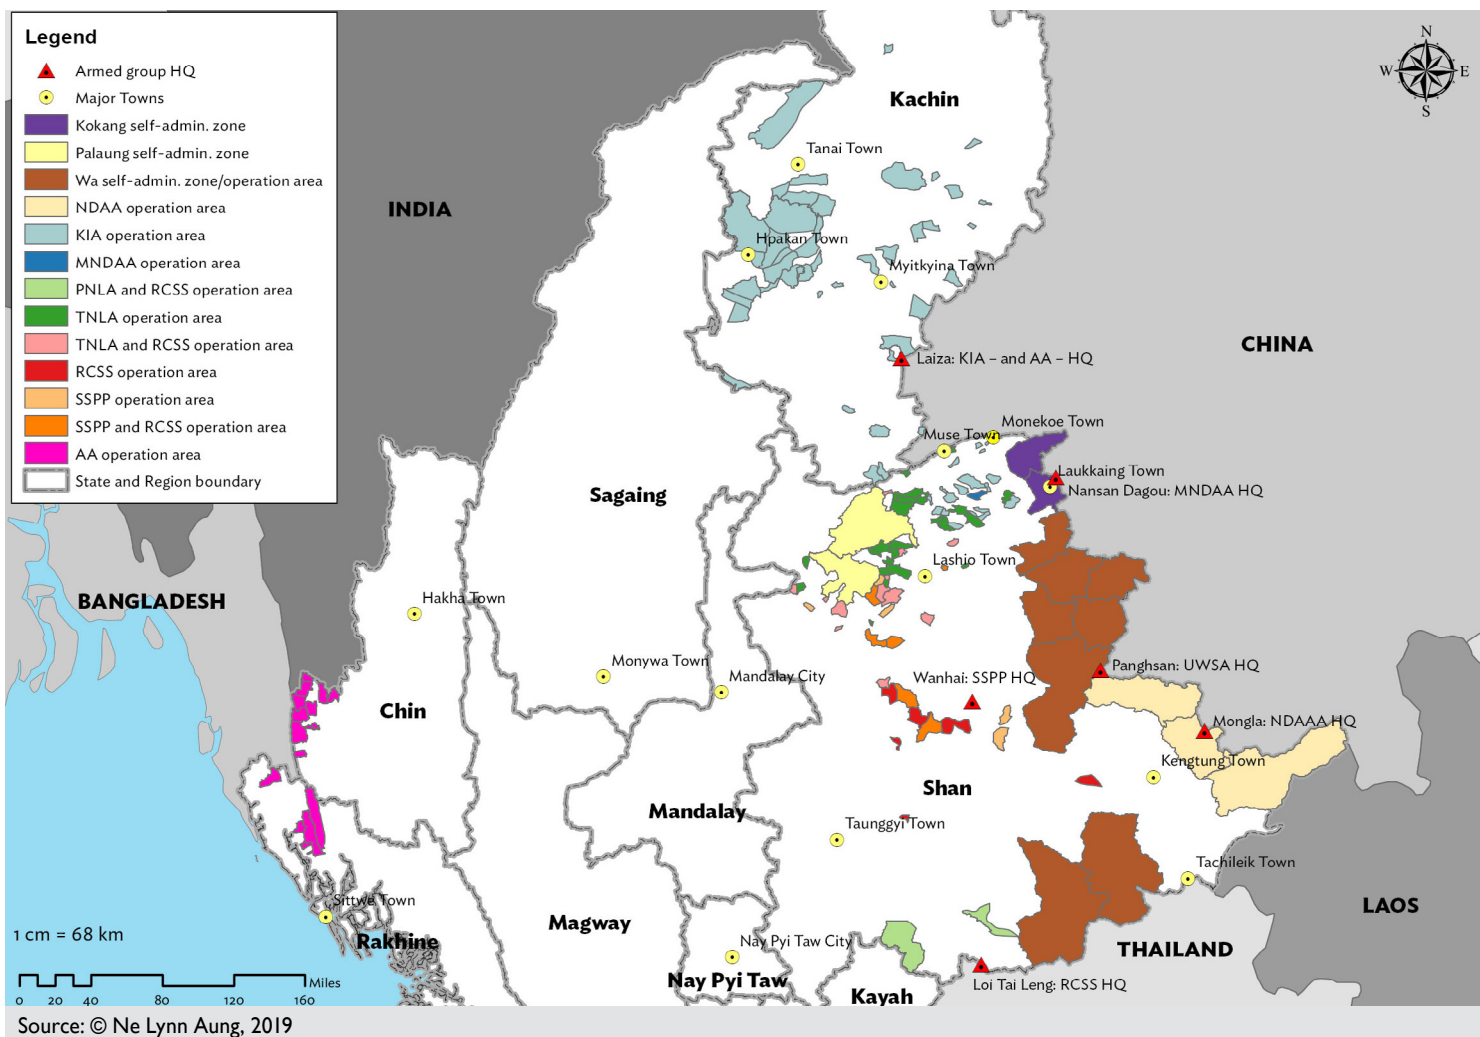 Legend
Armed group HQ
Major Towns
Kokang self-admin. zone
Palaung self-admin. zone
Wa self-admin. zone/operation area
NDAA operation area
KIA operation area
MNDAA operation area
PNLA and RCSS operation area
TNLA operation area
TNLA and RCSS operation area
RCSS operation area
SSPP operation area
SSPP and RCSS operation area
AA operation area
State and Region boundary
N
W
E
S
Kachin
Tanai Town
INDIA
Hpakan Town
Myitkyina Town
CHINA
Laiza: KIA – and AA – HQ
Monekoe Town
Muse Town
Laukkaing Town
Nansan Dagou: MNDAA HQ
Sagaing
Lashio Town
BANGLADESH
Hakha Town
Monywa Town
Mandalay City
Wanhai: SSPP HQ
Panghsan: UWSA HQ
Chin
Mongla: NDAAA HQ
Kengtung Town
Shan
Mandalay
Taunggyi Town
Tachileik Town
Sittwe Town
LAOS
Magway
1 cm = 68 km
Rakhine
Nay Pyi Taw City
THAILAND
Nay Pyi Taw
Loi Tai Leng: RCSS HQ
Kayah
Miles
0 20 40 80 120 160
Source: © Ne Lynn Aung, 2019